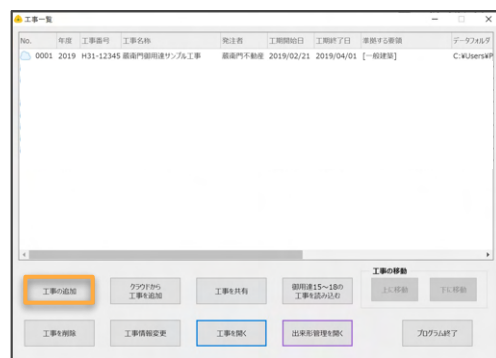 工事一覧
No. 年度 工事番号 工事名称 発注者 工期開始日 工期終了日 準拠する要領 データフォルダ
0001 2019 H31-12345 蔵衛門御用達サンプル工事 蔵衛門不動産 2019/02/21 2019/04/01 [一般建築] C:¥Users¥P
工事の移動
工事の追加 クラウドから 工事を共有 御用達15～18の 上に移動 下に移動
工事を追加 工事を読み込む
工事を削除 工事情報変更 工事を開く 出来形管理を開く プログラム終了